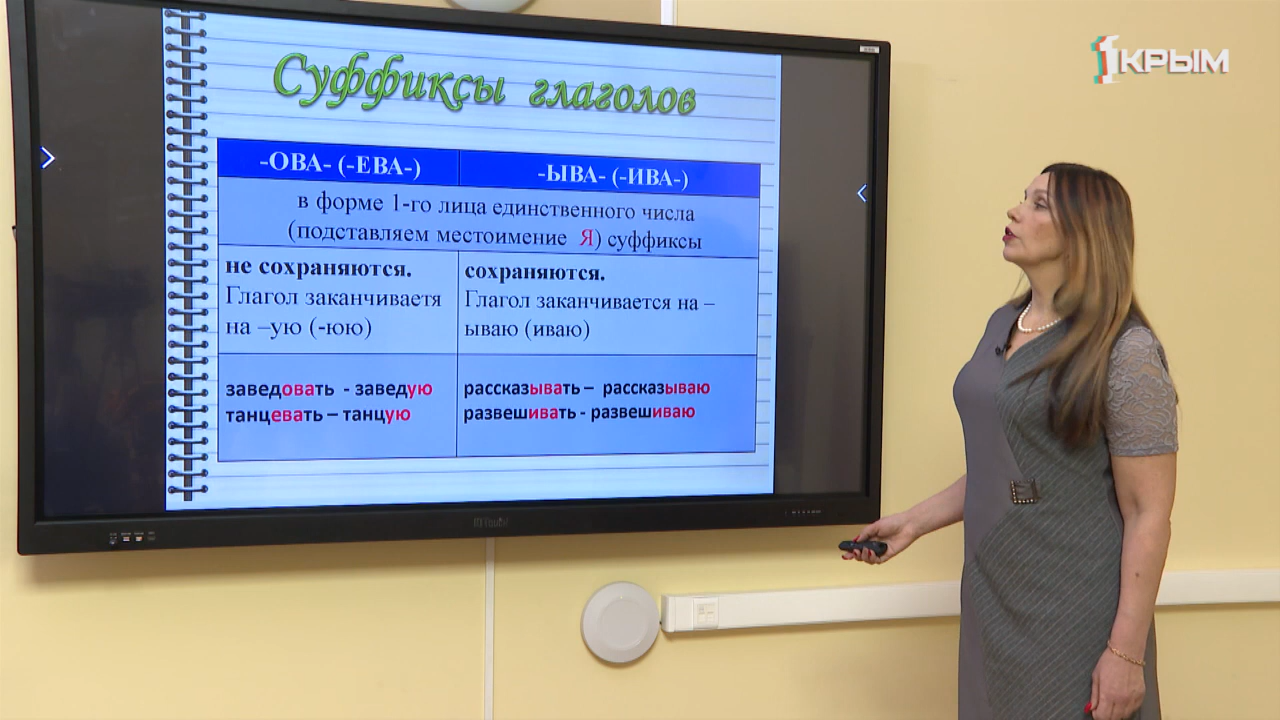 1КРЫМ
Суффиксы глаголов
-ОВА- (-ЕВА-)
-ЫВА- (-ИВА-)
в форме 1-го лица единственного числа
(подставляем местоимение Я) суффиксы
не сохраняются.
Глагол заканчиваетя
на –ую (-юю)
сохраняются.
Глагол заканчивается на –
ываю (иваю)
заведовать - заведую
танцевать – танцую
рассказывать – рассказываю
развешивать - развешиваю